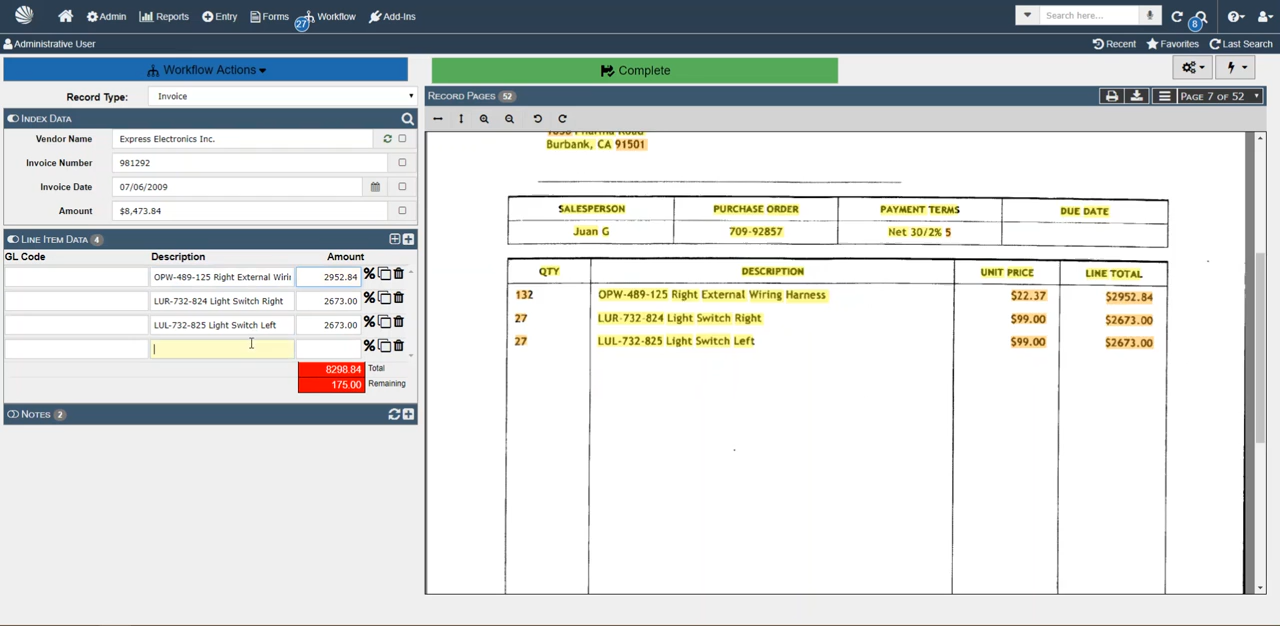 Admin Reports Entry Forms 27 Workflow Add-Ins Search here... 8
Administrative User Recent Favorites Last Search
Workflow Actions
Record Type: Invoice
INDEX DATA
Vendor Name Express Electronics Inc.
Invoice Number 981292
Invoice Date 07/06/2009
Amount $8,473.84
LINE ITEM DATA 4
GL Code Description Amount
OPW-489-125 Right External Wirin 2952.84 %
LUR-732-824 Light Switch Right 2673.00 %
LUL-732-825 Light Switch Left 2673.00 %
%
8298.84 Total
175.00 Remaining
NOTES 2
Complete
RECORD PAGES 52 PAGE 7 OF 52
Burbank, CA 91501
SALESPERSON PURCHASE ORDER PAYMENT TERMS DUE DATE
Juan G 709-92857 Net 30/2% 5
QTY DESCRIPTION UNIT PRICE LINE TOTAL
132 OPW-489-125 Right External Wiring Harness $22.37 $2952.84
27 LUR-732-824 Light Switch Right $99.00 $2673.00
27 LUL-732-825 Light Switch Left $99.00 $2673.00